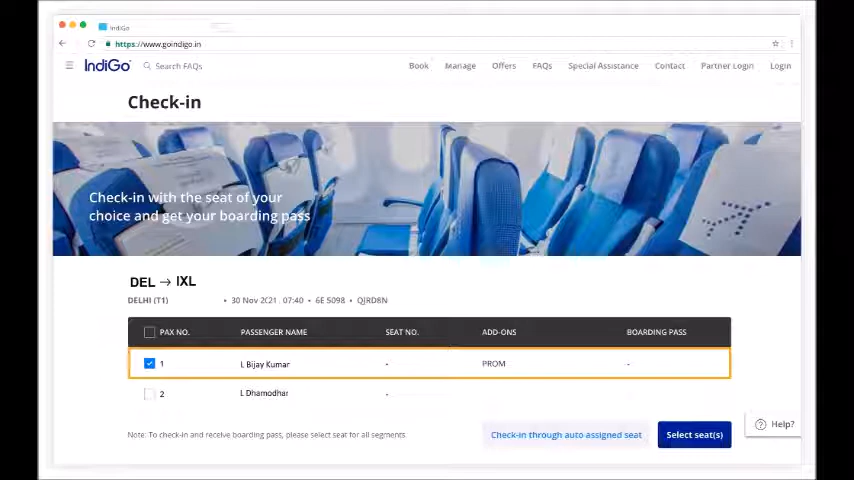 IndiGo
https://www.goindigo.in
IndiGo Search FAQs Book Manage Offers FAQs Special Assistance Contact Partner Login Login
Check-in
Check-in with the seat of your
choice and get your boarding pass
DEL → IXL
DELHI (T1) • 30 Nov 2021 . 07:40 • 6E 5098 • QJRD8N
PAX NO. PASSENGER NAME SEAT NO. ADD-ONS BOARDING PASS
1 L Bijay Kumar - PROM -
2 L Dhamodhar -
Note: To check-in and receive boarding pass, please select seat for all segments.
Check-in through auto assigned seat Select seat(s) Help?